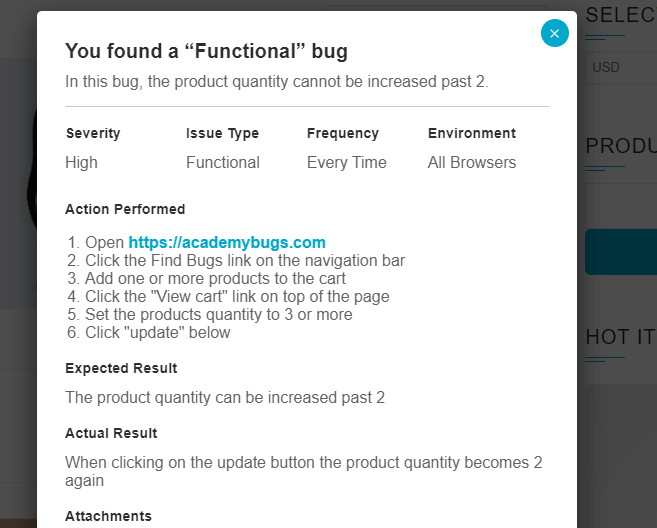 SELEC
You found a “Functional” bug
In this bug, the product quantity cannot be increased past 2.
USD
Severity Issue Type Frequency Environment
High Functional Every Time All Browsers
PRODU
Action Performed
1. Open https://academybugs.com
2. Click the Find Bugs link on the navigation bar
3. Add one or more products to the cart
4. Click the "View cart" link on top of the page
5. Set the products quantity to 3 or more
6. Click "update" below
HOT IT
Expected Result
The product quantity can be increased past 2
Actual Result
When clicking on the update button the product quantity becomes 2
again
Attachments